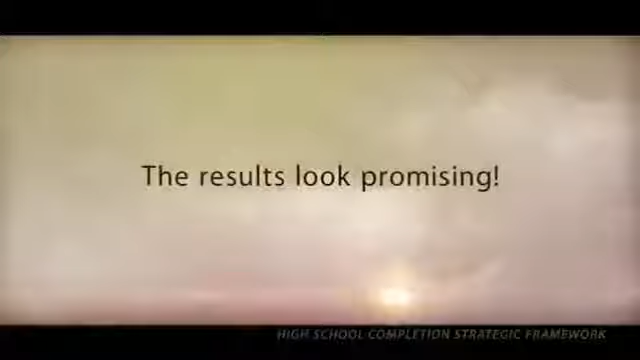 The results look promising!
HIGH SCHOOL COMPLETION STRATEGIC FRAMEWORK